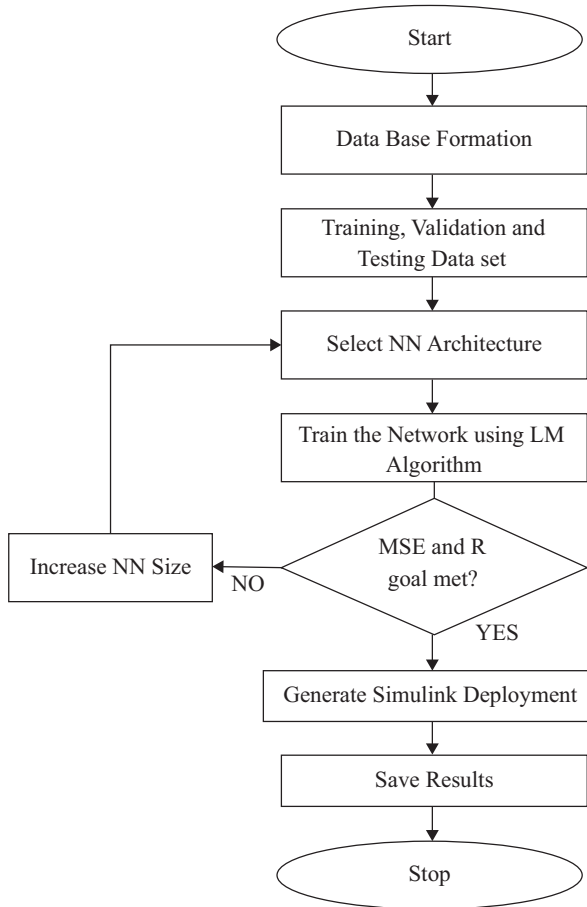 Start
Data Base Formation
Training, Validation and
Testing Data set
Select NN Architecture
Train the Network using LM
Algorithm
MSE and R
goal met?
NO
Increase NN Size
YES
Generate Simulink Deployment
Save Results
Stop